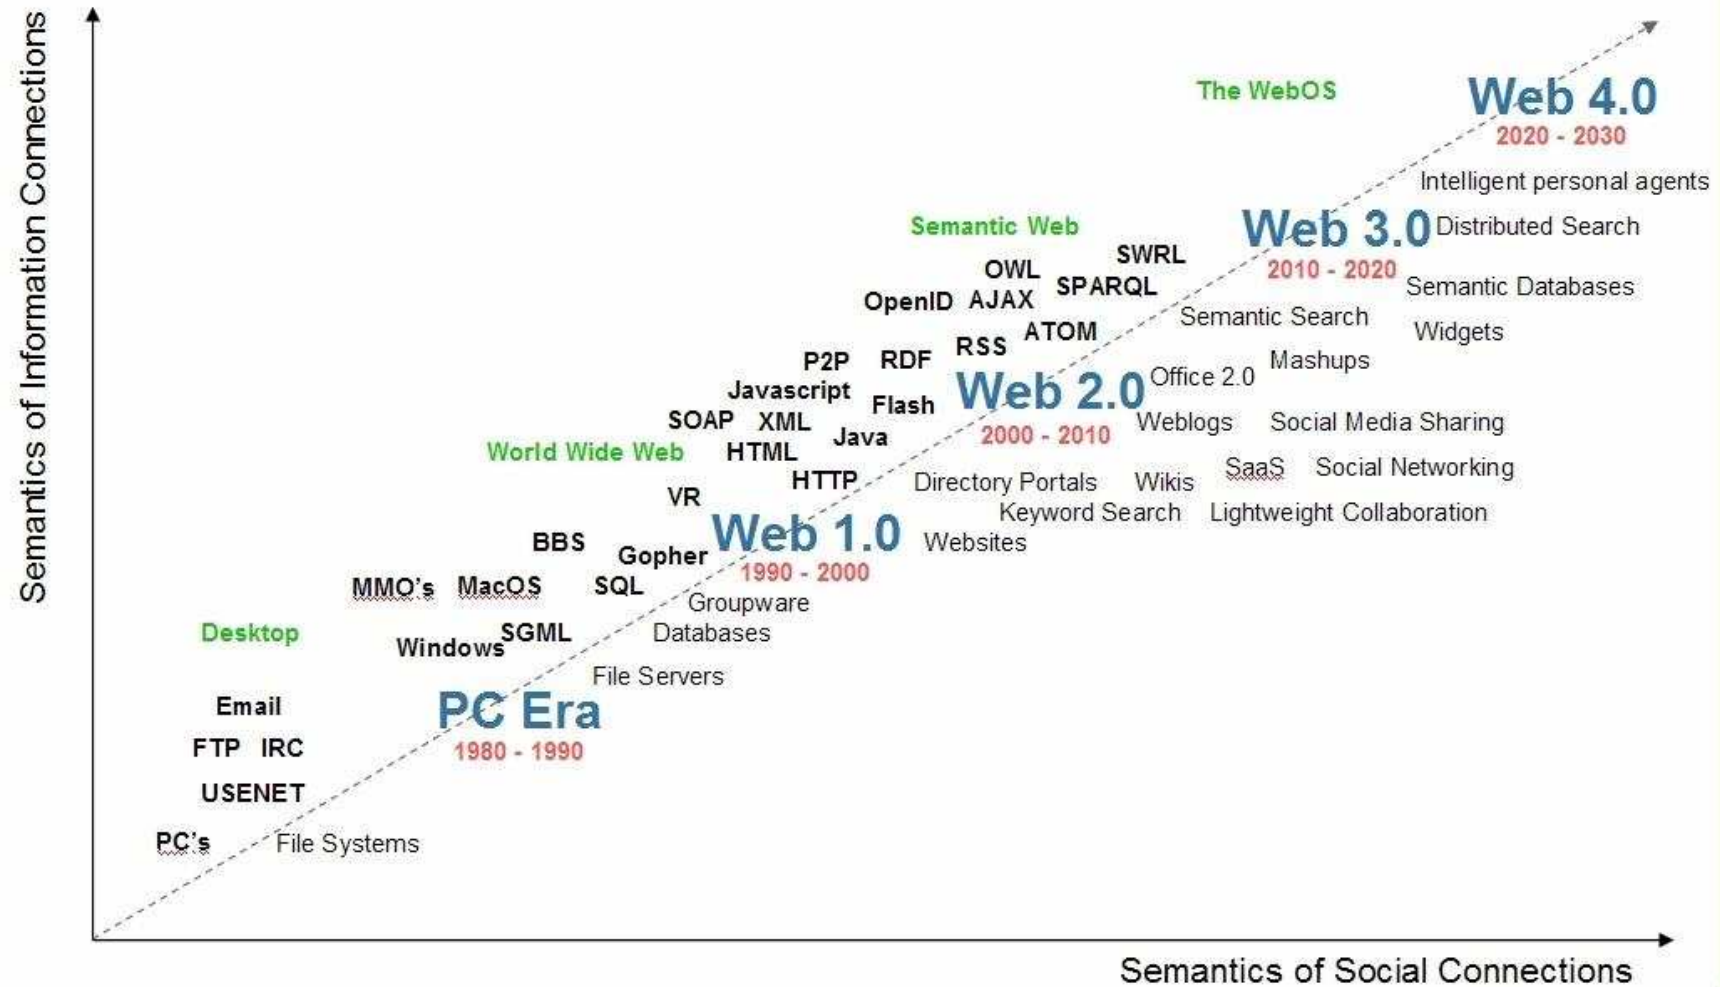 Semantics of Information Connections
The WebOS
Web 4.0
2020 - 2030
Intelligent personal agents
Semantic Web
Web 3.0
Distributed Search
2010 - 2020
SWRL
OWL
SPARQL
Semantic Databases
OpenID
AJAX
Semantic Search
ATOM
Widgets
RSS
P2P
RDF
Mashups
Web 2.0
Office 2.0
Javascript
Flash
2000 - 2010
Weblogs
Social Media Sharing
SOAP
XML
Java
World Wide Web
HTML
SaaS
Social Networking
HTTP
Directory Portals
Wikis
VR
Keyword Search
Lightweight Collaboration
Web 1.0
Websites
1990 - 2000
BBS
Gopher
MMO's
MacOS
SQL
Groupware
Desktop
SGML
Databases
Windows
File Servers
Email
PC Era
1980 - 1990
FTP
IRC
USENET
PC's
File Systems
Semantics of Social Connections